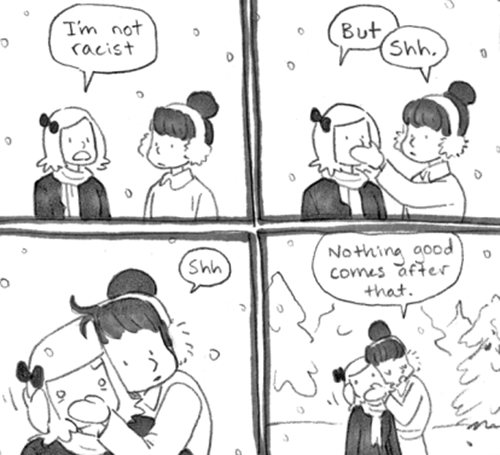 I'm not
racist
But
Shh.
Shh
Nothing good
comes after
that.